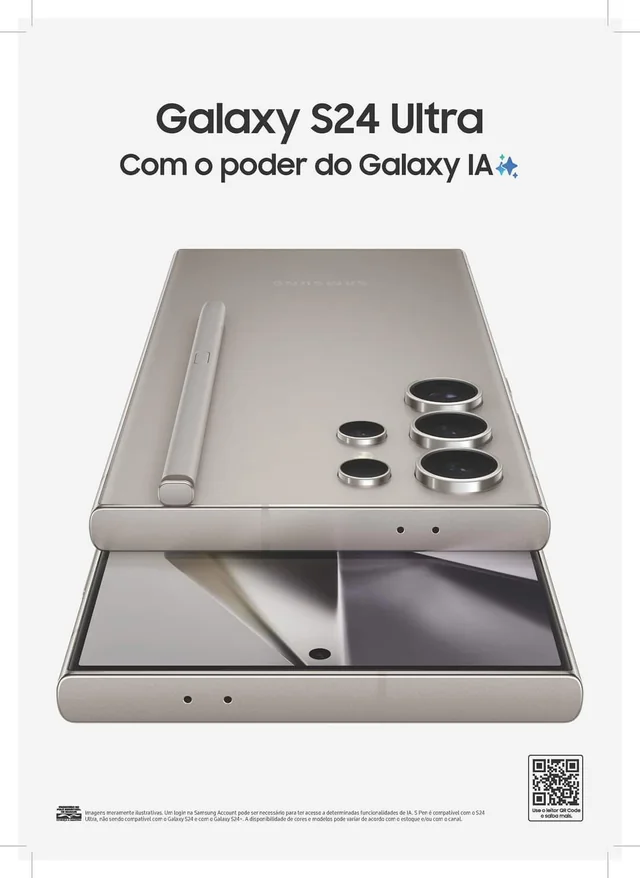 Galaxy S24 Ultra
Com o poder do Galaxy IA
SAMSUNG
Use o leitor QR Code
e saiba mais.
Imagens meramente ilustrativas. Um login na Samsung Account pode ser necessário para ter acesso a determinadas funcionalidades de IA. S Pen é compatível com o S24
Ultra, não sendo compatível com o Galaxy S24 e com o Galaxy S24+. A disponibilidade de cores e modelos pode variar de acordo com o estoque e/ou com o canal.